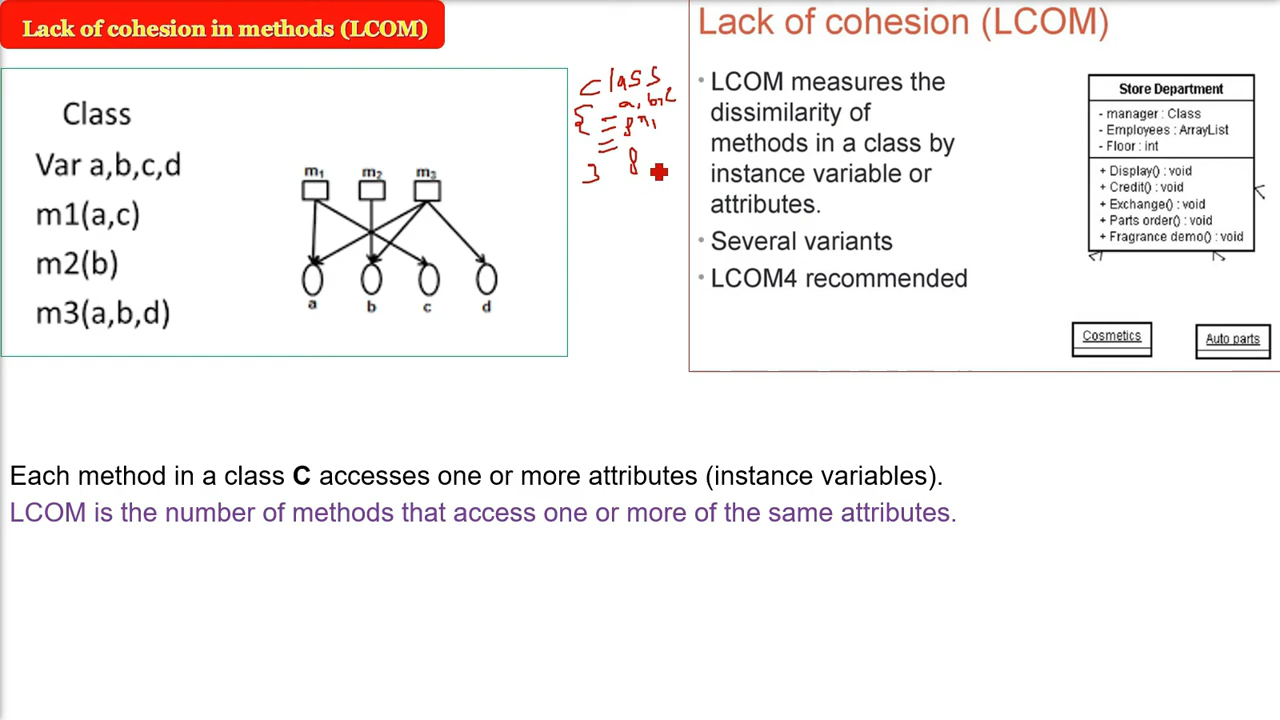 Lack of cohesion in methods (LCOM)
Class
Var a,b,c,d
m1(a,c)
m2(b)
m3(a,b,d)
m1 m2 m3
a b c d
class
a, b, c
Lack of cohesion (LCOM)
• LCOM measures the
dissimilarity of
methods in a class by
instance variable or
attributes.
• Several variants
• LCOM4 recommended
Store Department
- manager : Class
- Employees : ArrayList
- Floor : int
+ Display() : void
+ Credit() : void
+ Exchange() : void
+ Parts order() : void
+ Fragrance demo() : void
Cosmetics
Auto parts
Each method in a class C accesses one or more attributes (instance variables).
LCOM is the number of methods that access one or more of the same attributes.